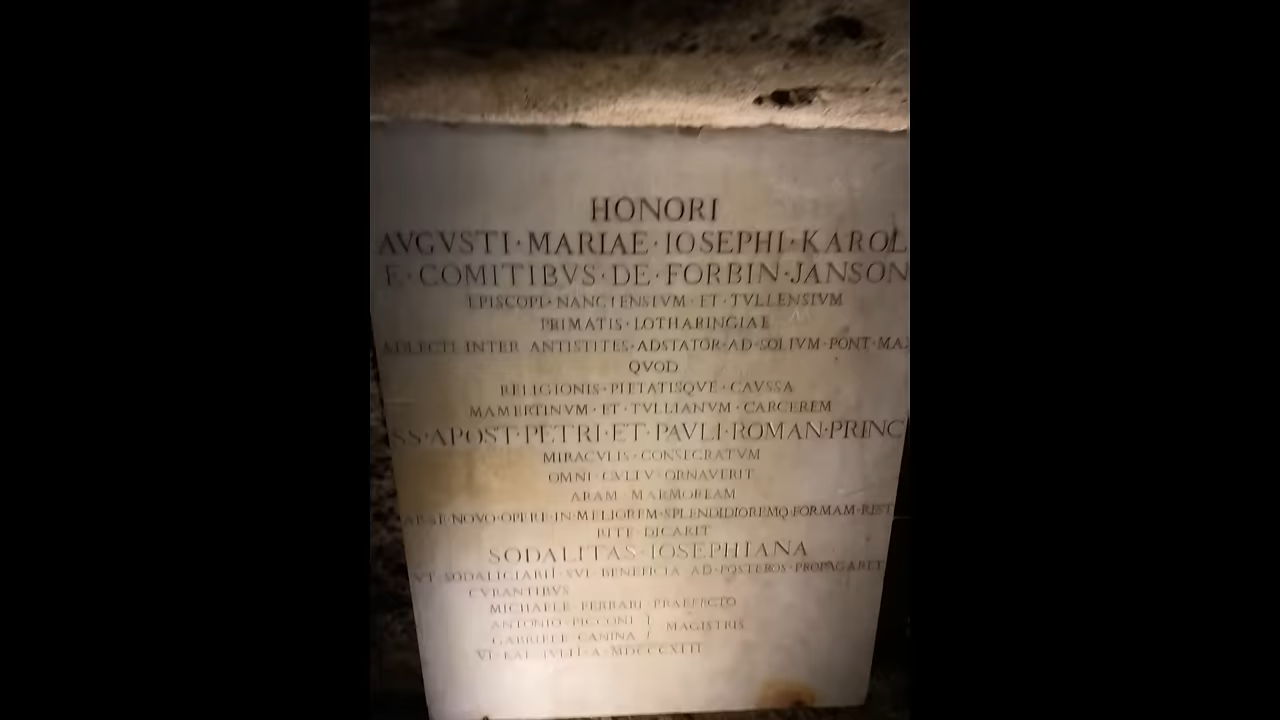 HONORI
AVGVSTI·MARIAE·IOSEPHI·KAROL
E·COMITIBVS·DE·FORBIN·JANSON
EPISCOPI·NANCIENSIVM·ET·TVLLENSIVM
PRIMATIS·LOTHARINGIAE
ADLECTI INTER ANTISTITES·ADSTATOR·AD·SOLIVM·PONT·MAX
QVOD
RELIGIONIS·PIETATISQVE·CAVSSA
MAMERTINVM·ET·TVLLIANVM·CARCEREM
SS·APOST·PETRI·ET·PAVLI·ROMAN·PRINC
MIRACVLIS·CONSECRATVM
OMNI·CVLTV·ORNAVERIT
ARAM MARMOREAM
NOVO·OPERE·IN·MELIOREM·SPLENDIDIOREMQ·FORMAM·REST
RITE DICARIT
SODALITAS·IOSEPHIANA
VT·SODALICIARII·SVI·BENEFICIA·AD·POSTEROS·PROPAGARET
CVRANTIBVS
MICHAELE FERRARI PRAEFECTO
ANTONIO·PICCONI } MAGISTRIS
GABRIELE CANINA
VI·KAL·IVLII·A·MDCCCXLII